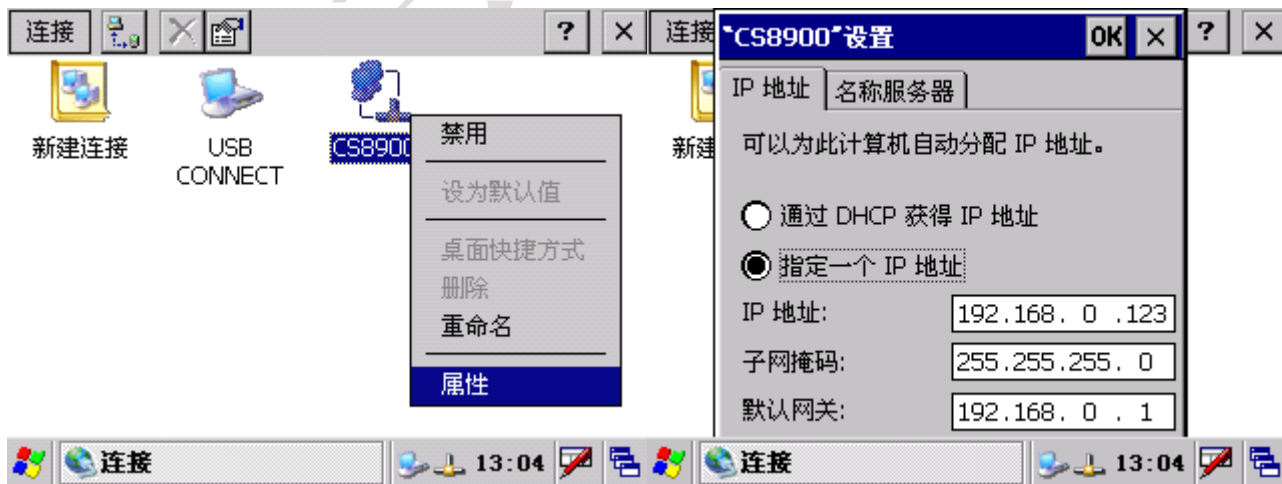 连接
?
×
新建连接
USB
CONNECT
CS8900
禁用
设为默认值
桌面快捷方式
删除
重命名
属性
连接
13:04
连接
"CS8900"设置
OK
×
?
×
新建
IP 地址
名称服务器
可以为此计算机自动分配 IP 地址。
通过 DHCP 获得 IP 地址
指定一个 IP 地址
IP 地址: 192.168. 0 .123
子网掩码: 255.255.255. 0
默认网关: 192.168. 0 . 1
连接
13:04